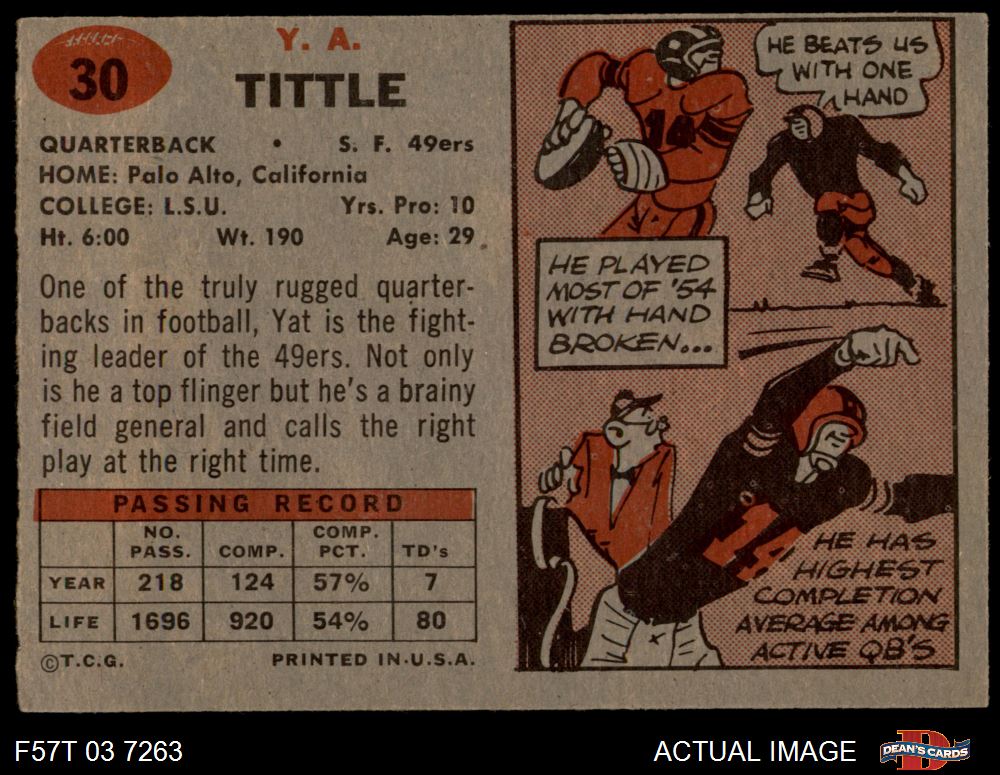 30
Y. A.
TITTLE
QUARTERBACK • S. F. 49ers
HOME: Palo Alto, California
COLLEGE: L.S.U. Yrs. Pro: 10
Ht. 6:00 Wt. 190 Age: 29
One of the truly rugged quarter-
backs in football, Yat is the fight-
ing leader of the 49ers. Not only
is he a top flinger but he's a brainy
field general and calls the right
play at the right time.
PASSING RECORD
NO. PASS. COMP. COMP. PCT. TD's
YEAR 218 124 57% 7
LIFE 1696 920 54% 80
©T.C.G. PRINTED IN U.S.A.
HE BEATS US
WITH ONE
HAND
14
HE PLAYED
MOST OF '54
WITH HAND
BROKEN...
14
HE HAS
HIGHEST
COMPLETION
AVERAGE AMONG
ACTIVE QB'S
F57T 03 7263 ACTUAL IMAGE DEAN'S CARDS